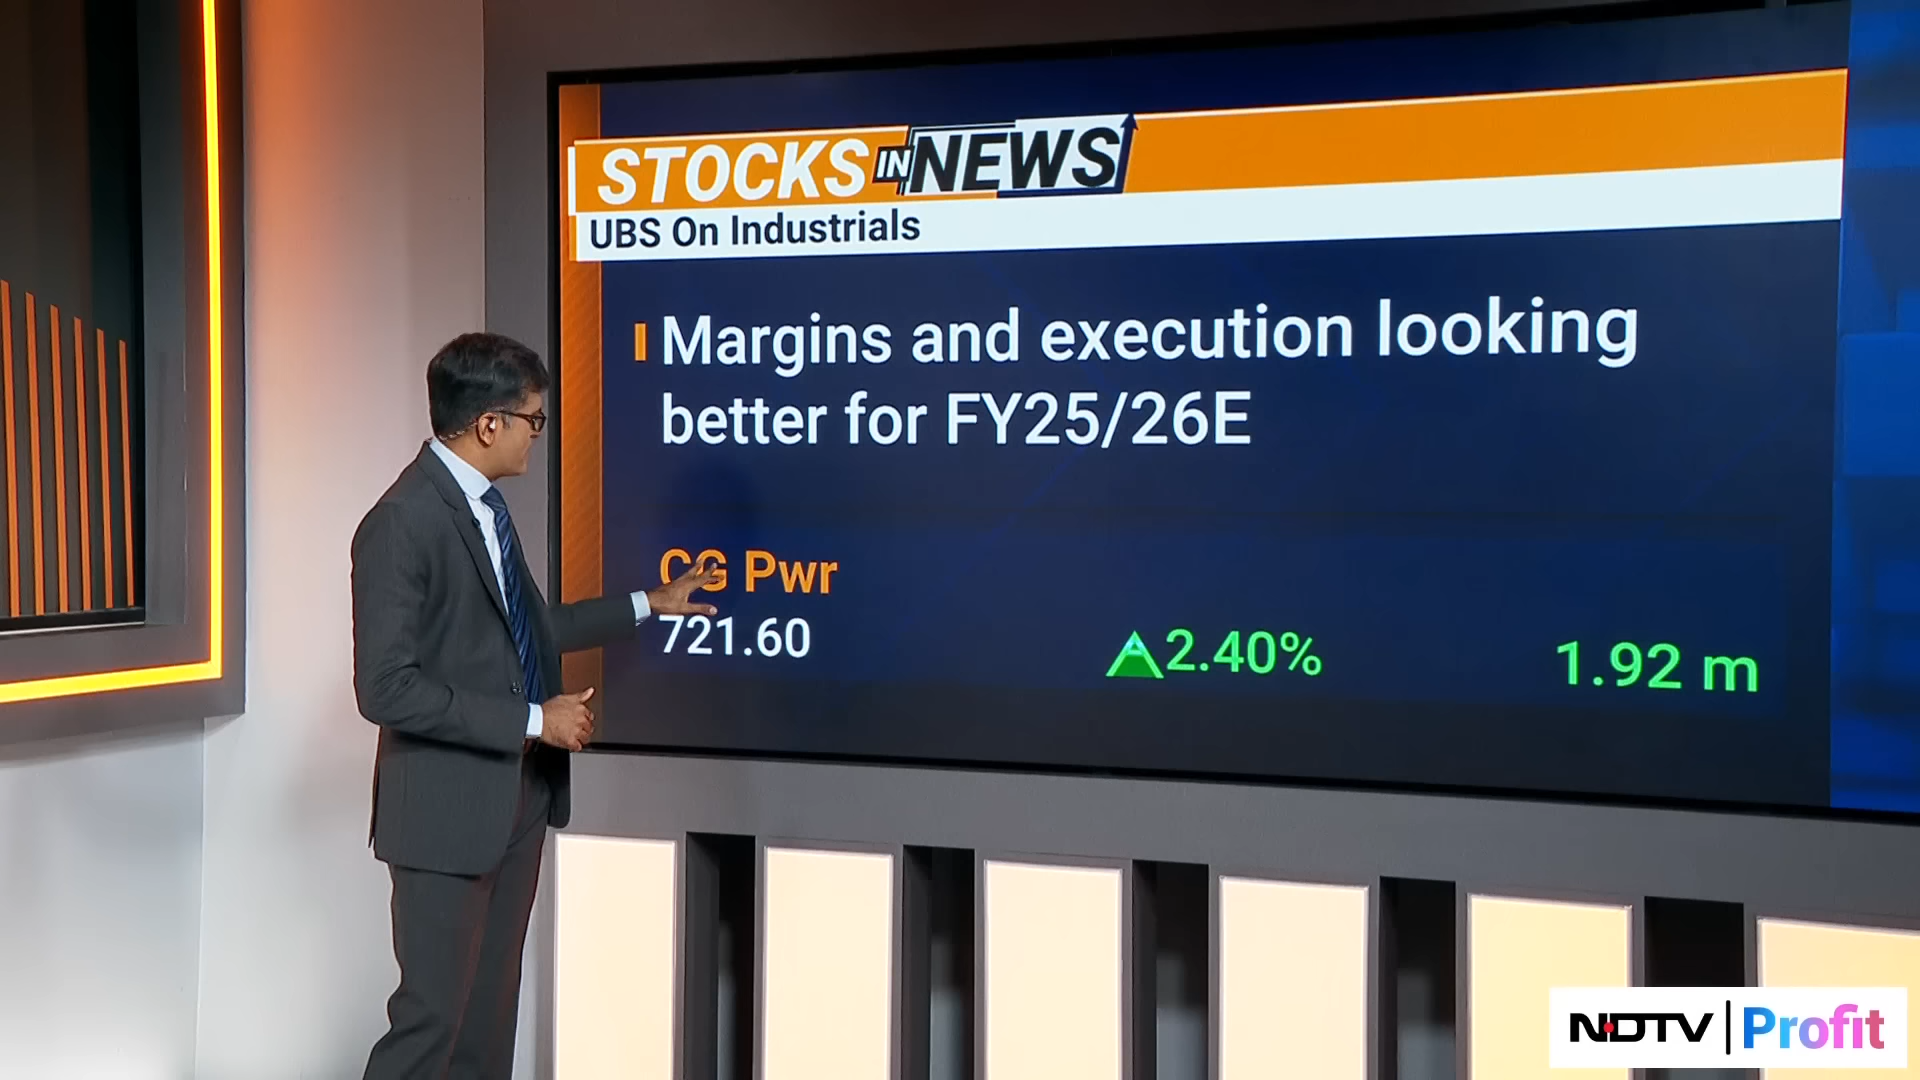 STOCKS IN NEWS
UBS On Industrials
Margins and execution looking
better for FY25/26E
CG Pwr
721.60
2.40%
1.92 m
NDTV Profit